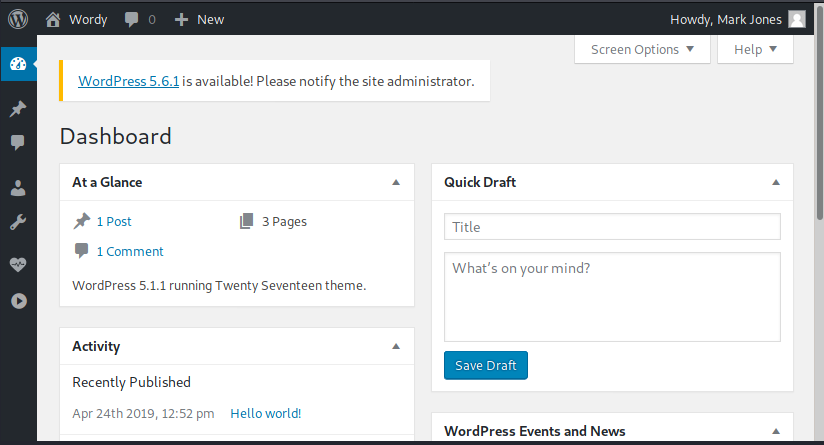 Wordy 0 New Howdy, Mark Jones
Screen Options Help
WordPress 5.6.1 is available! Please notify the site administrator.
Dashboard
At a Glance
1 Post 3 Pages
1 Comment
WordPress 5.1.1 running Twenty Seventeen theme.
Activity
Recently Published
Apr 24th 2019, 12:52 pm Hello world!
Quick Draft
Title
What's on your mind?
Save Draft
WordPress Events and News